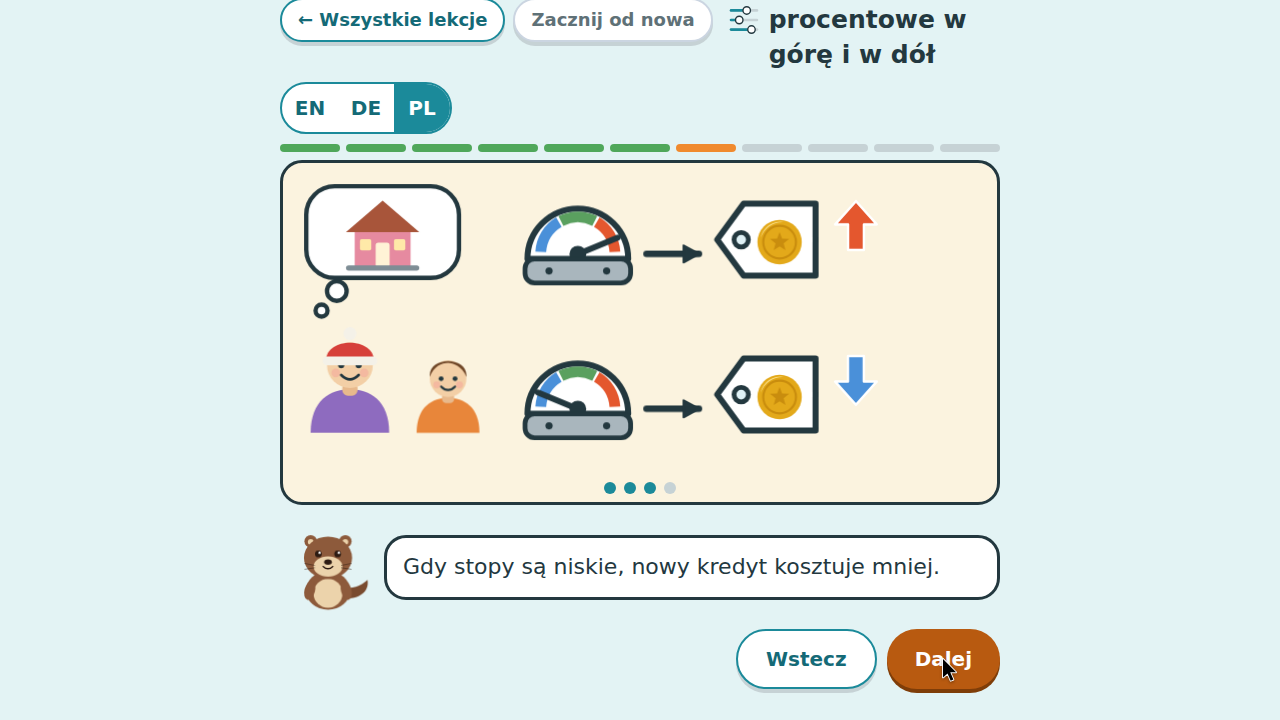 ← Wszystkie lekcje
Zacznij od nowa
procentowe w
górę i w dół
EN DE PL
Gdy stopy są niskie, nowy kredyt kosztuje mniej.
Wstecz
Dalej